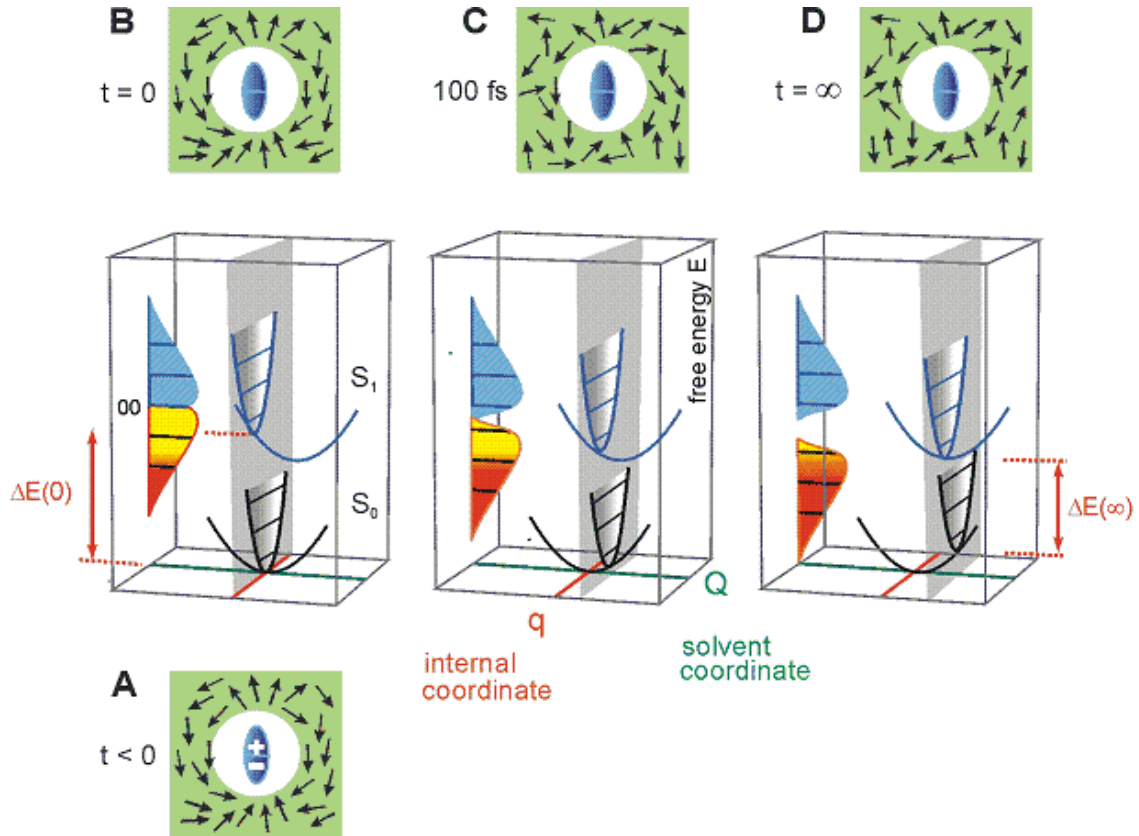 B
t = 0
C
100 fs
D
t = ∞
00
S1
S0
ΔE(0)
free energy E
ΔE(∞)
Q
q
internal
coordinate
solvent
coordinate
A
t < 0
+
−